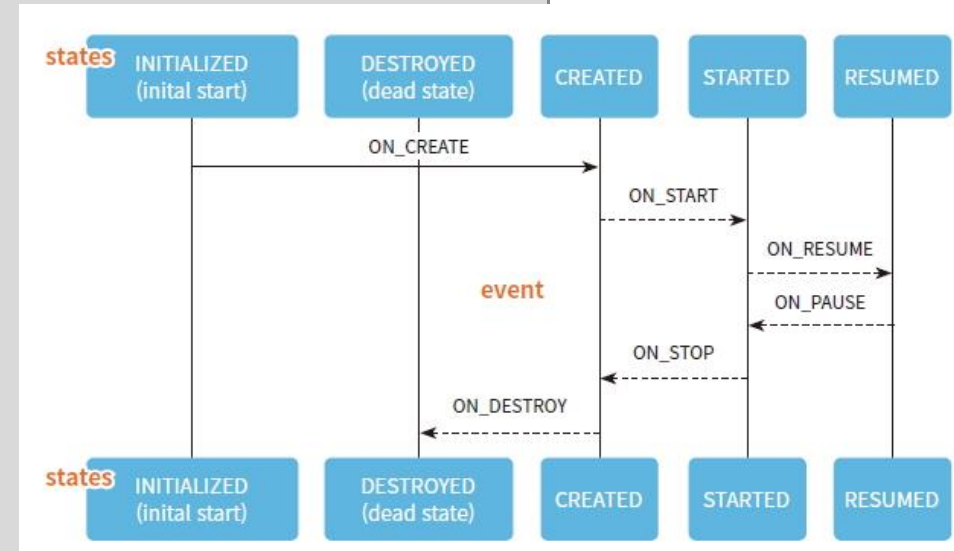 states
INITIALIZED
(inital start)
DESTROYED
(dead state)
CREATED
STARTED
RESUMED
ON_CREATE
ON_START
ON_RESUME
event
ON_PAUSE
ON_STOP
ON_DESTROY
states
INITIALIZED
(inital start)
DESTROYED
(dead state)
CREATED
STARTED
RESUMED